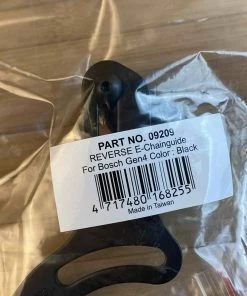 PART NO. 09209
REVERSE E-Chainguide
For Bosch Gen4 Color : Black
4 717480 168255
Made in Taiwan